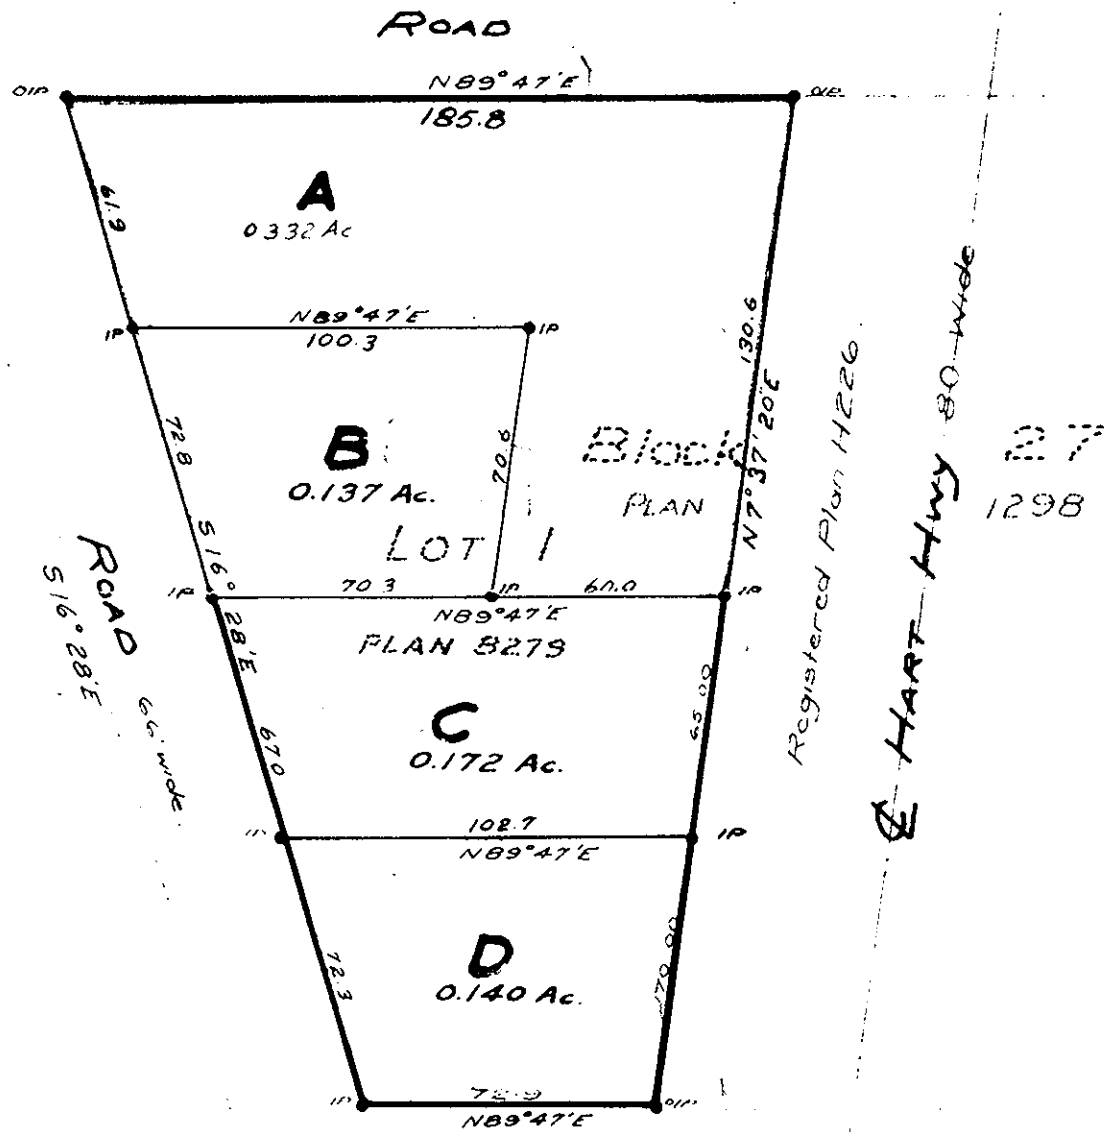 ROAD
OIP
N89°47'E
OIP
185.8
A
0.332 Ac
61.9
IP
N89°47'E
IP
100.3
130.6
72.8
B
0.137 Ac.
70.6
Block 27
PLAN 1298
LOT 1
N7°37'20"E
Registered Plan H226
HART HWY 80 wide
S16°28'E
IP
70.3
IP
60.0
IP
N89°47'E
PLAN 8279
ROAD
S16°28'E
66' wide
C
0.172 Ac.
67.0
65.00
IP
102.7
IP
N89°47'E
D
0.140 Ac.
72.3
IP
72.9
OIP
N89°47'E